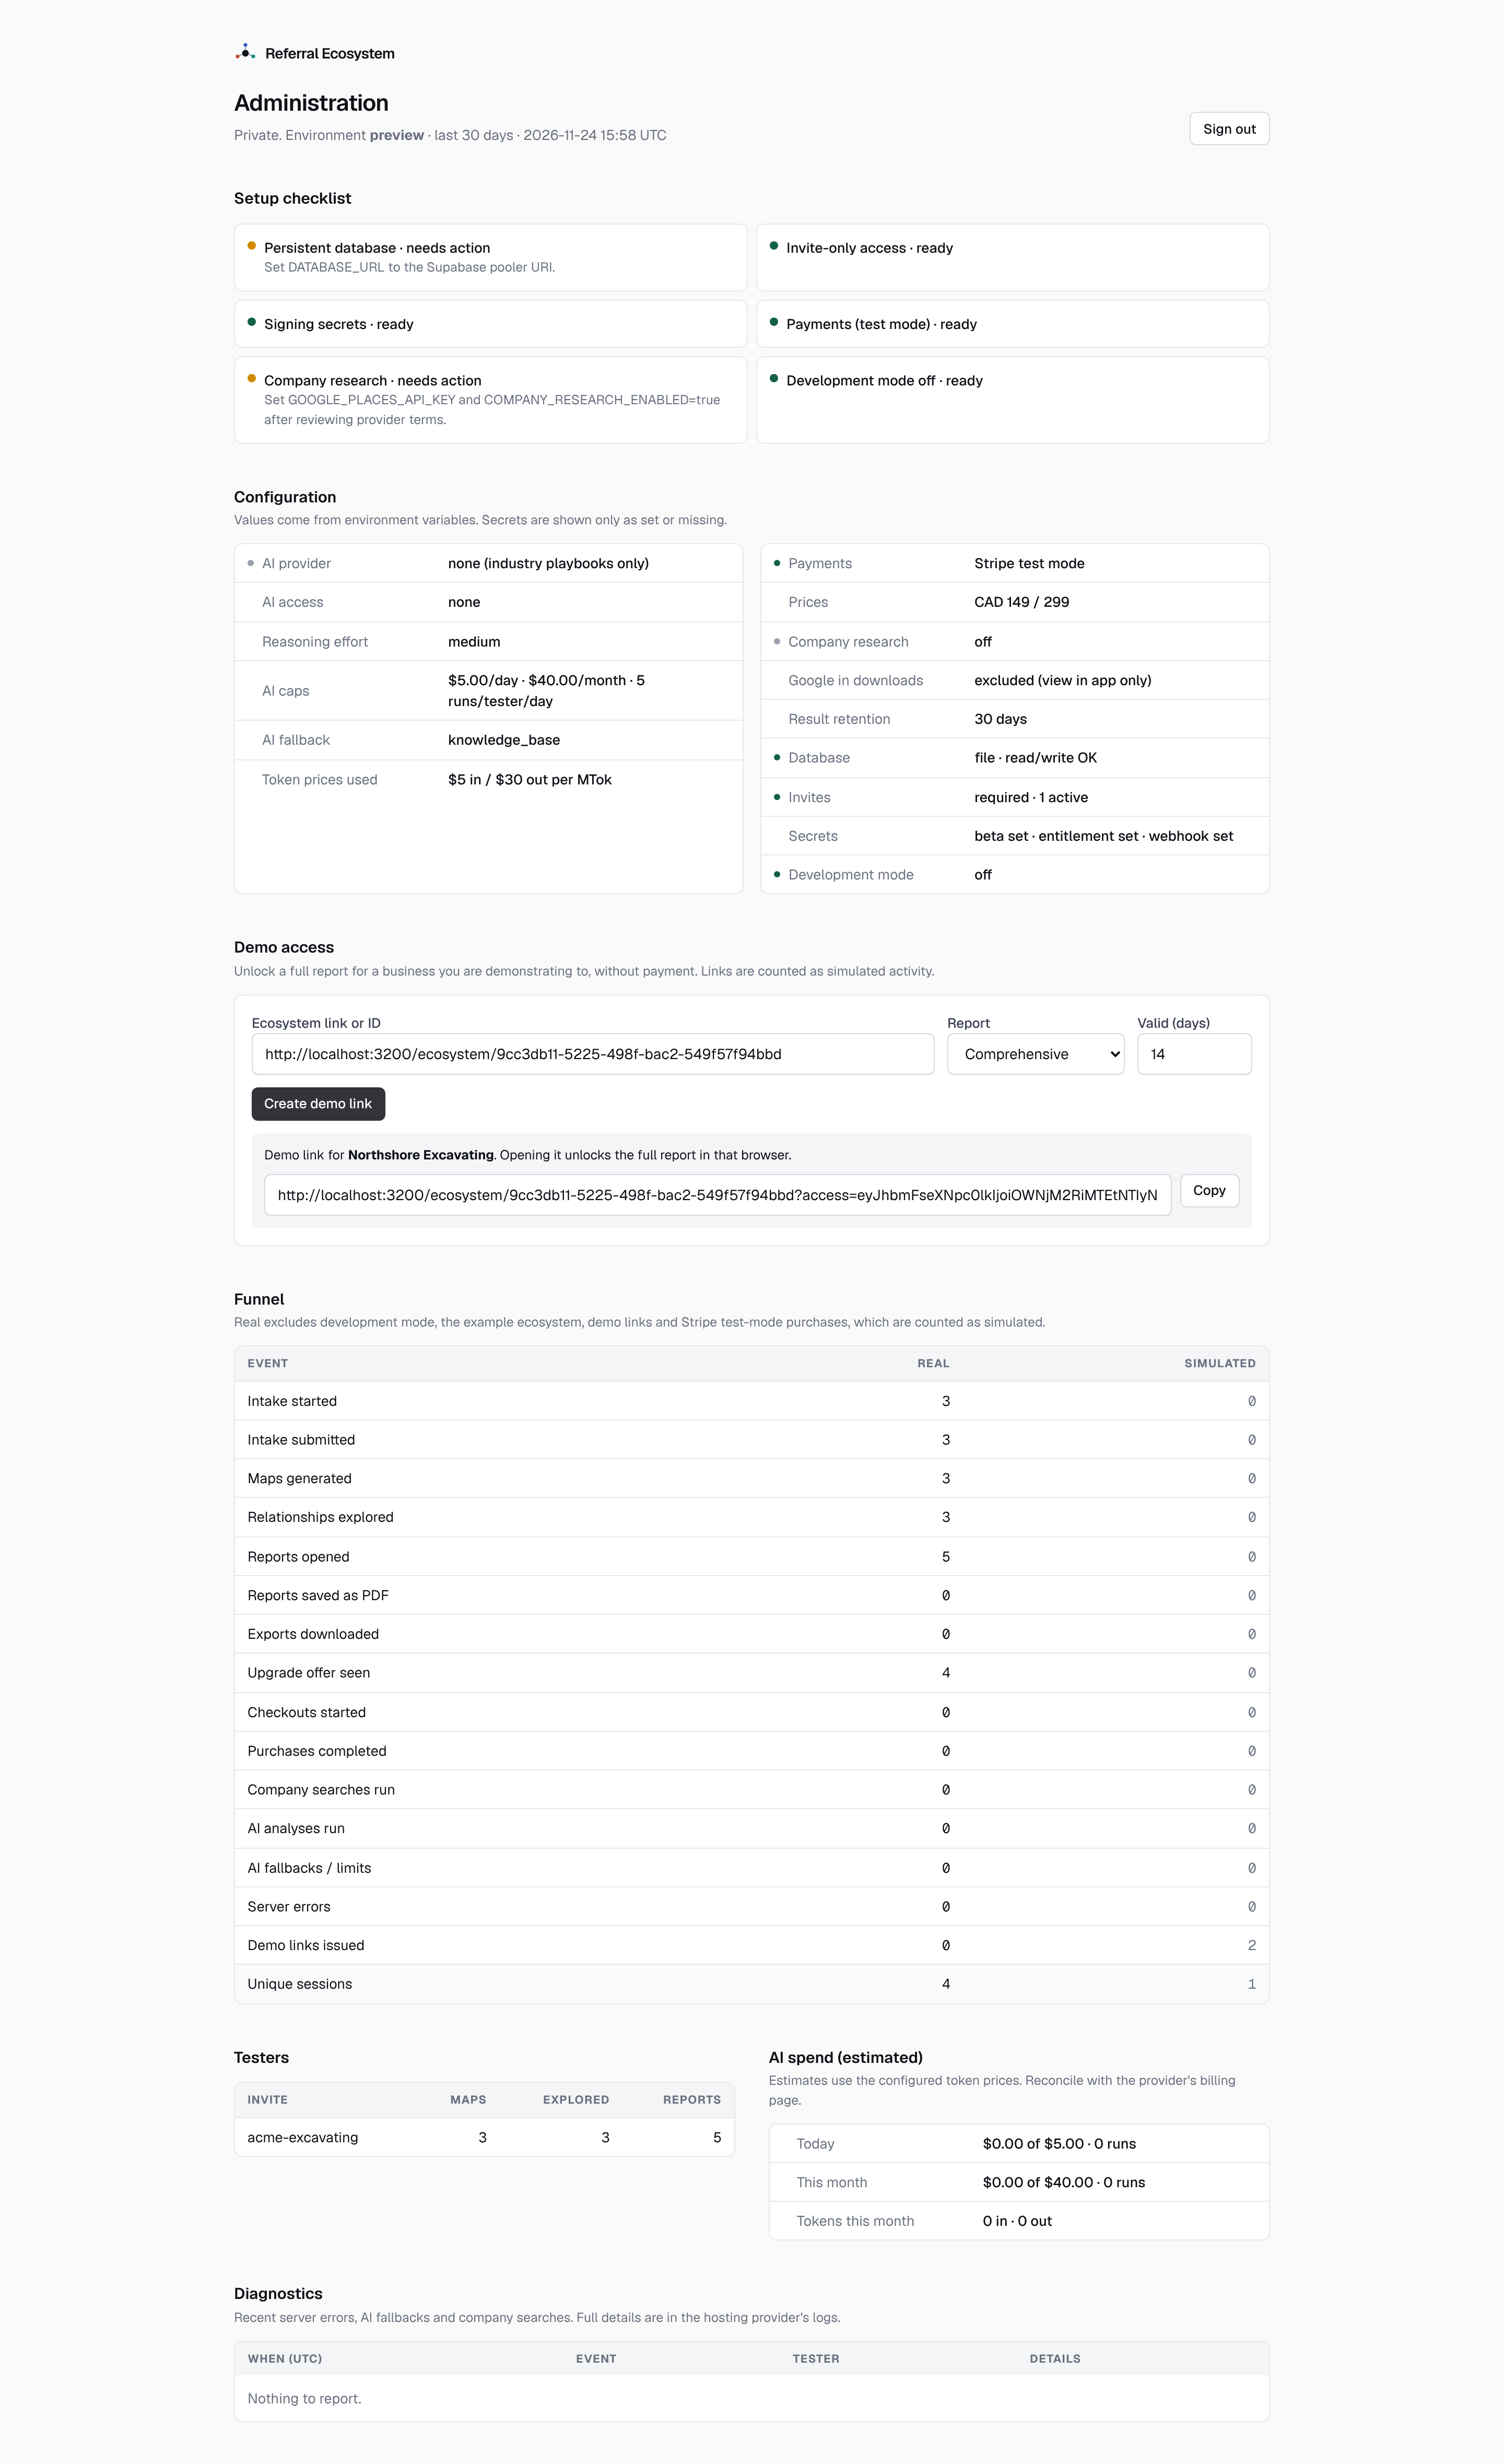 Referral Ecosystem
Administration
Private. Environment preview · last 30 days · 2026-11-24 15:58 UTC
Sign out
Setup checklist
Persistent database · needs action
Set DATABASE_URL to the Supabase pooler URI.
Invite-only access · ready
Signing secrets · ready
Payments (test mode) · ready
Company research · needs action
Set GOOGLE_PLACES_API_KEY and COMPANY_RESEARCH_ENABLED=true
after reviewing provider terms.
Development mode off · ready
Configuration
Values come from environment variables. Secrets are shown only as set or missing.
AI provider none (industry playbooks only)
AI access none
Reasoning effort medium
AI caps $5.00/day · $40.00/month · 5
runs/tester/day
AI fallback knowledge_base
Token prices used $5 in / $30 out per MTok
Payments Stripe test mode
Prices CAD 149 / 299
Company research off
Google in downloads excluded (view in app only)
Result retention 30 days
Database file · read/write OK
Invites required · 1 active
Secrets beta set · entitlement set · webhook set
Development mode off
Demo access
Unlock a full report for a business you are demonstrating to, without payment. Links are counted as simulated activity.
Ecosystem link or ID Report Valid (days)
http://localhost:3200/ecosystem/9cc3db11-5225-498f-bac2-549f57f94bbd Comprehensive 14
Create demo link
Demo link for Northshore Excavating. Opening it unlocks the full report in that browser.
http://localhost:3200/ecosystem/9cc3db11-5225-498f-bac2-549f57f94bbd?access=eyJhbmFseXNpc0lkIjoiOWNjM2RiMTEtNTIyN Copy
Funnel
Real excludes development mode, the example ecosystem, demo links and Stripe test-mode purchases, which are counted as simulated.
EVENT REAL SIMULATED
Intake started 3 0
Intake submitted 3 0
Maps generated 3 0
Relationships explored 3 0
Reports opened 5 0
Reports saved as PDF 0 0
Exports downloaded 0 0
Upgrade offer seen 4 0
Checkouts started 0 0
Purchases completed 0 0
Company searches run 0 0
AI analyses run 0 0
AI fallbacks / limits 0 0
Server errors 0 0
Demo links issued 0 2
Unique sessions 4 1
Testers
INVITE MAPS EXPLORED REPORTS
acme-excavating 3 3 5
AI spend (estimated)
Estimates use the configured token prices. Reconcile with the provider's billing
page.
Today $0.00 of $5.00 · 0 runs
This month $0.00 of $40.00 · 0 runs
Tokens this month 0 in · 0 out
Diagnostics
Recent server errors, AI fallbacks and company searches. Full details are in the hosting provider's logs.
WHEN (UTC) EVENT TESTER DETAILS
Nothing to report.